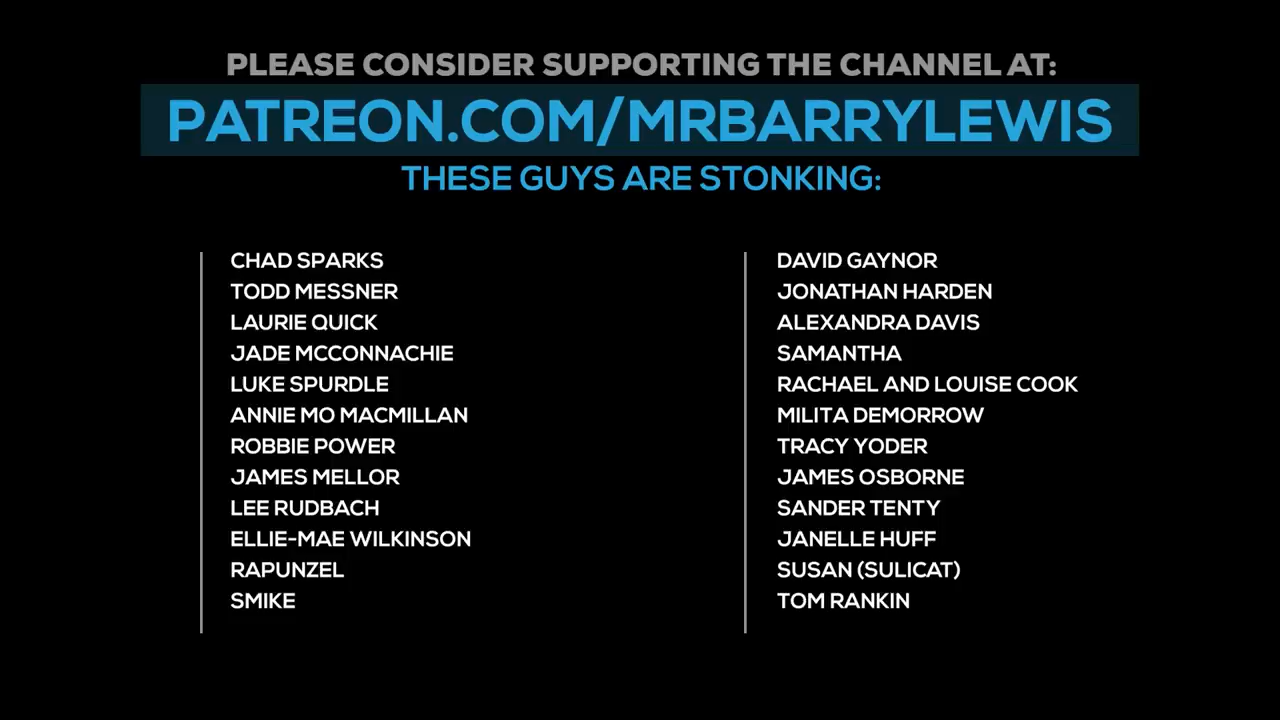 PLEASE CONSIDER SUPPORTING THE CHANNEL AT:
PATREON.COM/MRBARRYLEWIS
THESE GUYS ARE STONKING:
CHAD SPARKS
TODD MESSNER
LAURIE QUICK
JADE MCCONNACHIE
LUKE SPURDLE
ANNIE MO MACMILLAN
ROBBIE POWER
JAMES MELLOR
LEE RUDBACH
ELLIE-MAE WILKINSON
RAPUNZEL
SMIKE
DAVID GAYNOR
JONATHAN HARDEN
ALEXANDRA DAVIS
SAMANTHA
RACHAEL AND LOUISE COOK
MILITA DEMORROW
TRACY YODER
JAMES OSBORNE
SANDER TENTY
JANELLE HUFF
SUSAN (SULICAT)
TOM RANKIN